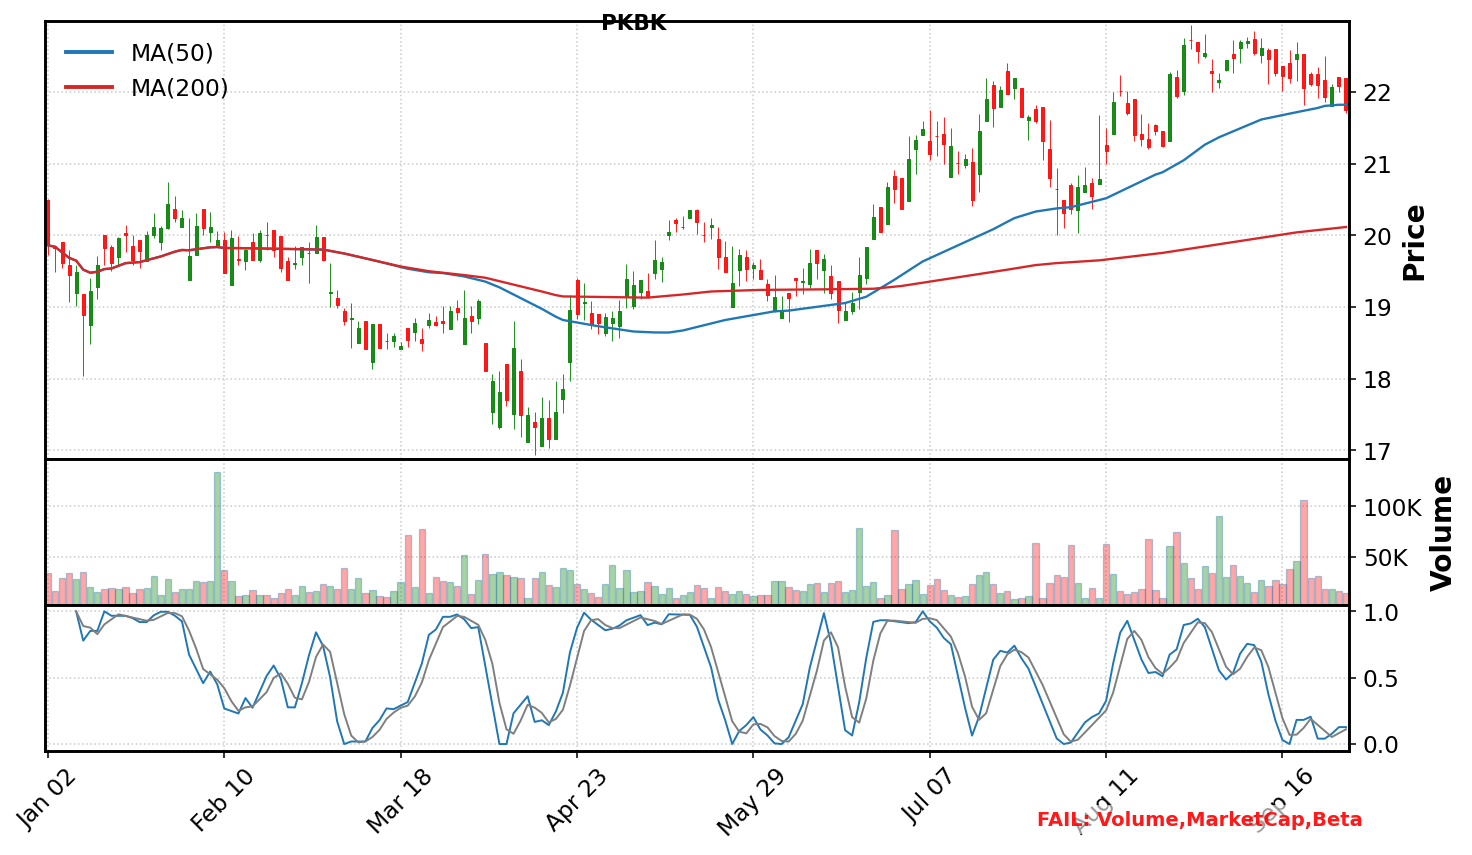 PKBK
MA(50)
MA(200)
22
21
20
19
18
17
Price
100K
50K
Volume
1.0
0.5
0.0
Jan 02
Feb 10
Mar 18
Apr 23
May 29
Jul 07
Aug 11
Sep 16
FAIL: Volume,MarketCap,Beta